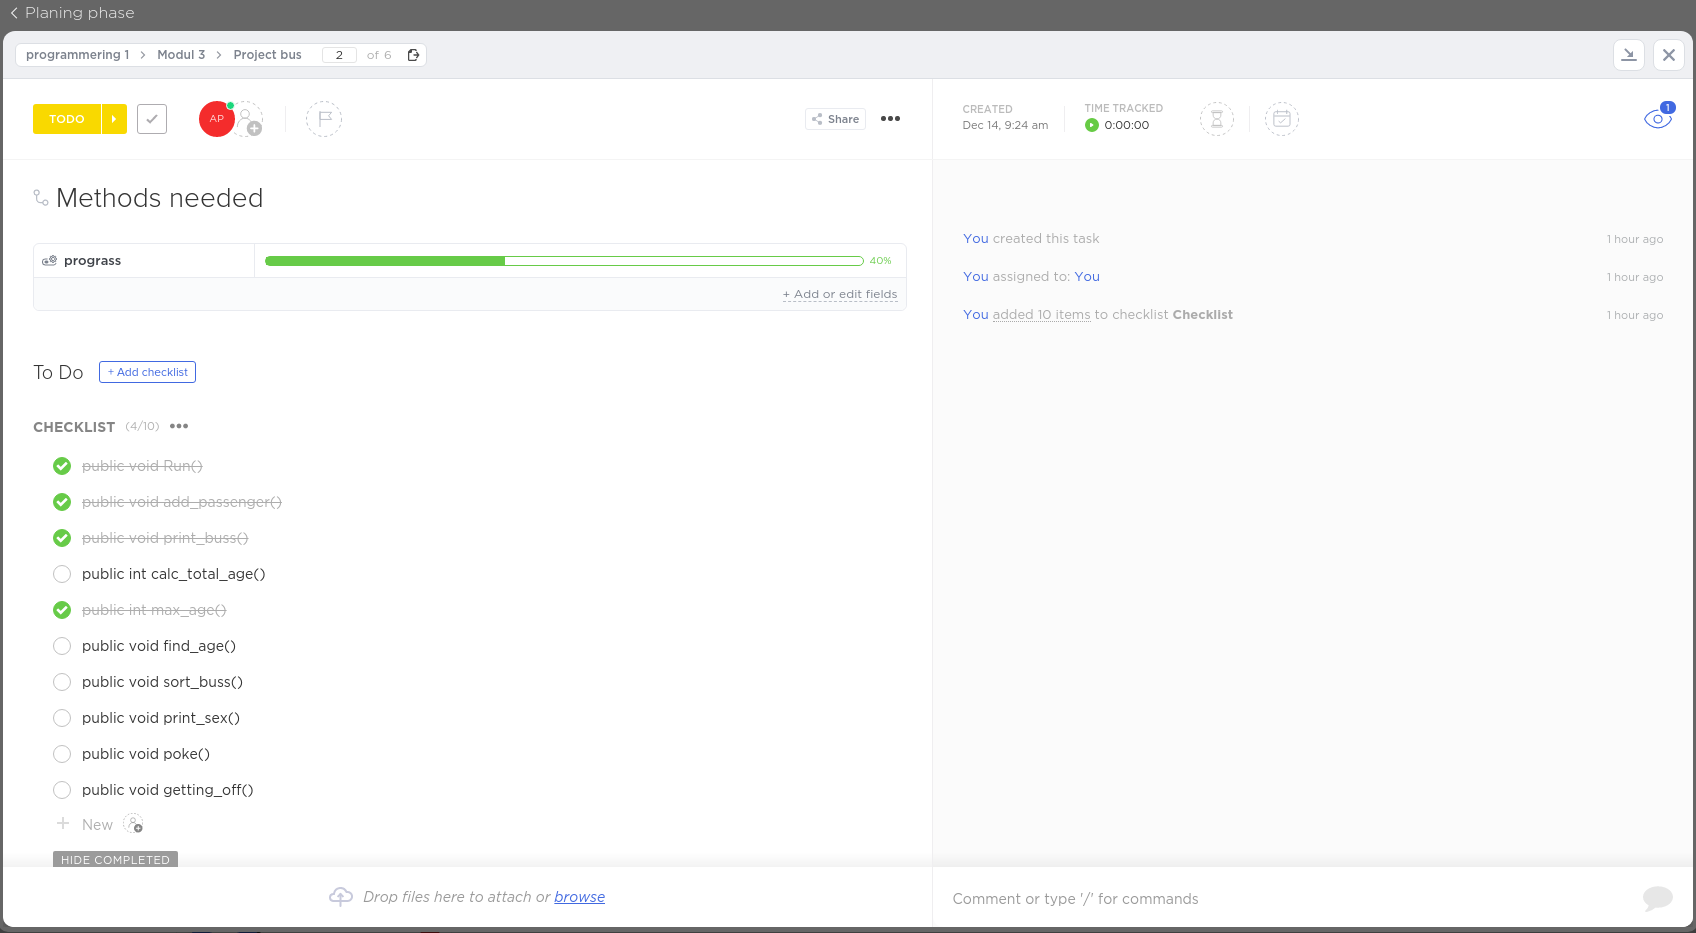 Planing phase
programmering 1 > Modul 3 > Project bus 2 of 6
TODO
AP
Share
CREATED
Dec 14, 9:24 am
TIME TRACKED
0:00:00
1
Methods needed
prograss 40%
+ Add or edit fields
To Do + Add checklist
CHECKLIST (4/10)
public void Run()
public void add_passenger()
public void print_buss()
public int calc_total_age()
public int max_age()
public void find_age()
public void sort_buss()
public void print_sex()
public void poke()
public void getting_off()
+ New
HIDE COMPLETED
Drop files here to attach or browse
You created this task 1 hour ago
You assigned to: You 1 hour ago
You added 10 items to checklist Checklist 1 hour ago
Comment or type '/' for commands